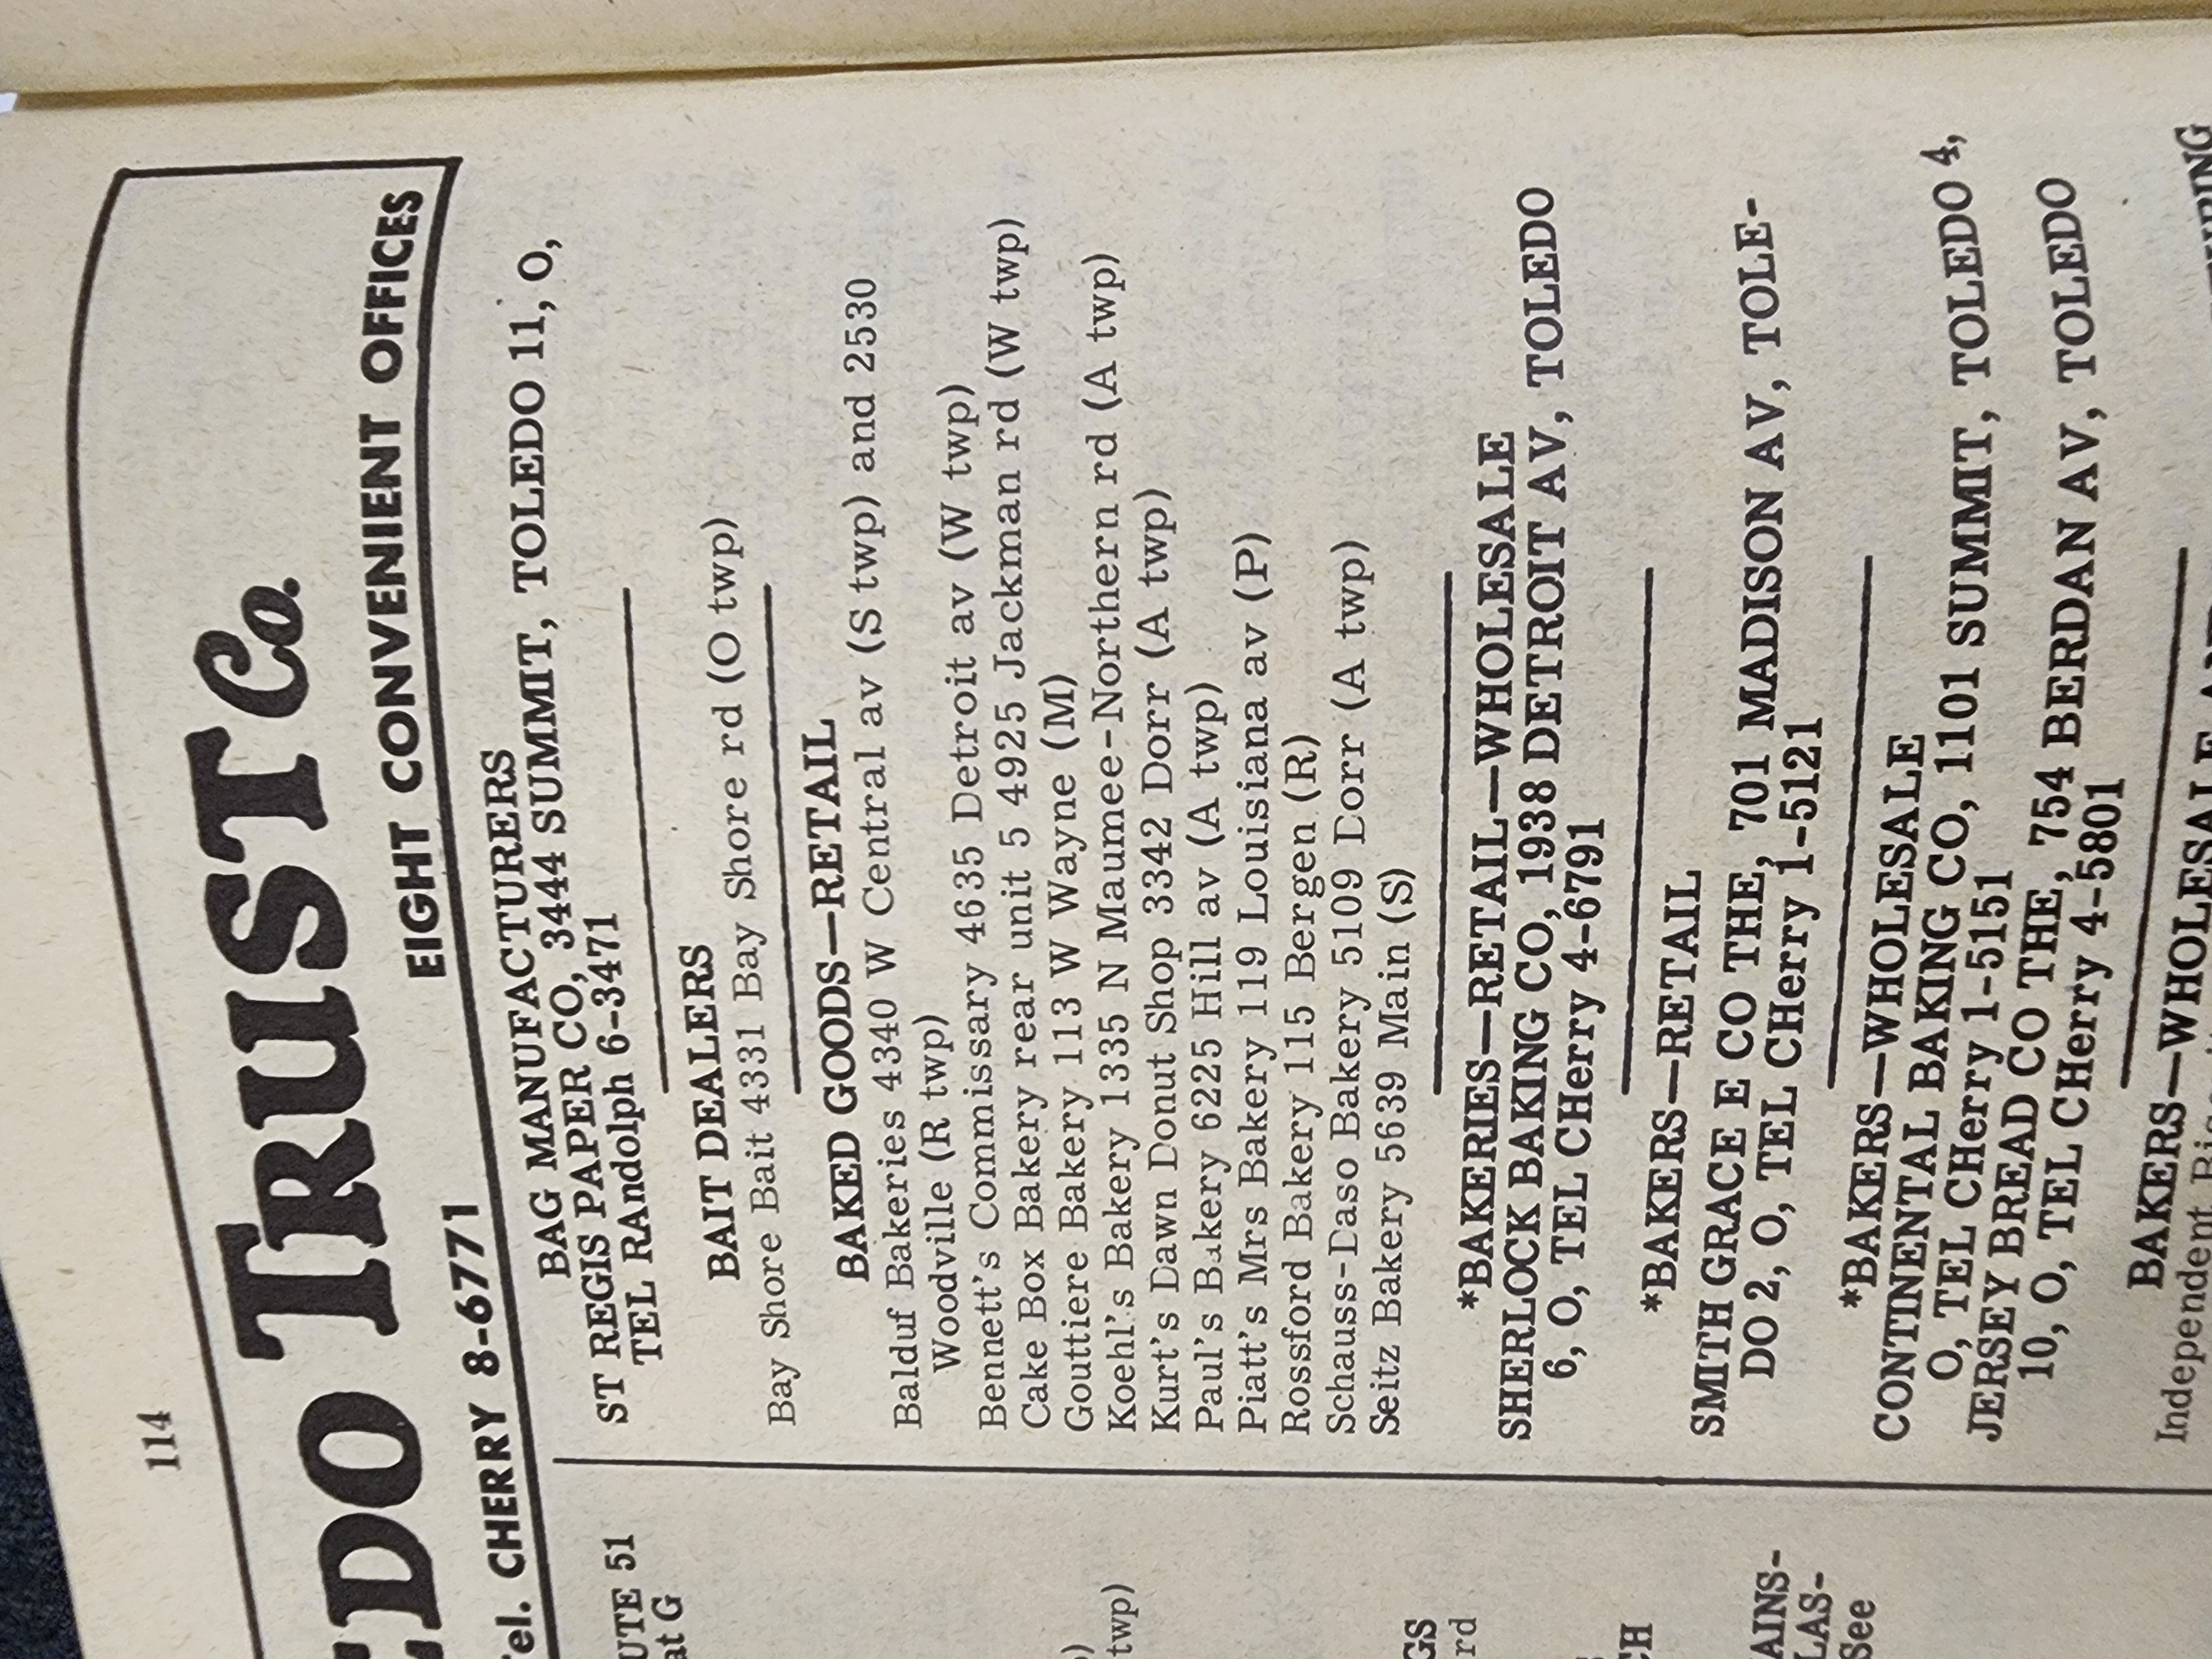 114
DO TRUST Co.
Tel. CHERRY 8-6771 EIGHT CONVENIENT OFFICES
UTE 51
at G
twp)
GS
rd
CH
AINS-
LAS-
See
BAG MANUFACTURERS
ST REGIS PAPER CO, 3444 SUMMIT, TOLEDO 11, O,
TEL RAndolph 6-3471
BAIT DEALERS
Bay Shore Bait 4331 Bay Shore rd (O twp)
BAKED GOODS—RETAIL
Balduf Bakeries 4340 W Central av (S twp) and 2530
Woodville (R twp)
Bennett's Commissary 4635 Detroit av (W twp)
Cake Box Bakery rear unit 5 4925 Jackman rd (W twp)
Gouttiere Bakery 113 W Wayne (M)
Koehl's Bakery 1335 N Maumee-Northern rd (A twp)
Kurt's Dawn Donut Shop 3342 Dorr (A twp)
Paul's Bakery 6225 Hill av (A twp)
Piatt's Mrs Bakery 119 Louisiana av (P)
Rossford Bakery 115 Bergen (R)
Schauss-Daso Bakery 5109 Dorr (A twp)
Seitz Bakery 5639 Main (S)
*BAKERIES—RETAIL—WHOLESALE
SHERLOCK BAKING CO, 1938 DETROIT AV, TOLEDO
6, O, TEL CHerry 4-6791
*BAKERS—RETAIL
SMITH GRACE E CO THE, 701 MADISON AV, TOLE-
DO 2, O, TEL CHerry 1-5121
*BAKERS—WHOLESALE
CONTINENTAL BAKING CO, 1101 SUMMIT, TOLEDO 4,
O, TEL CHerry 1-5151
JERSEY BREAD CO THE, 754 BERDAN AV, TOLEDO
10, O, TEL CHerry 4-5801
BAKERS—WHOLESALE
Independent